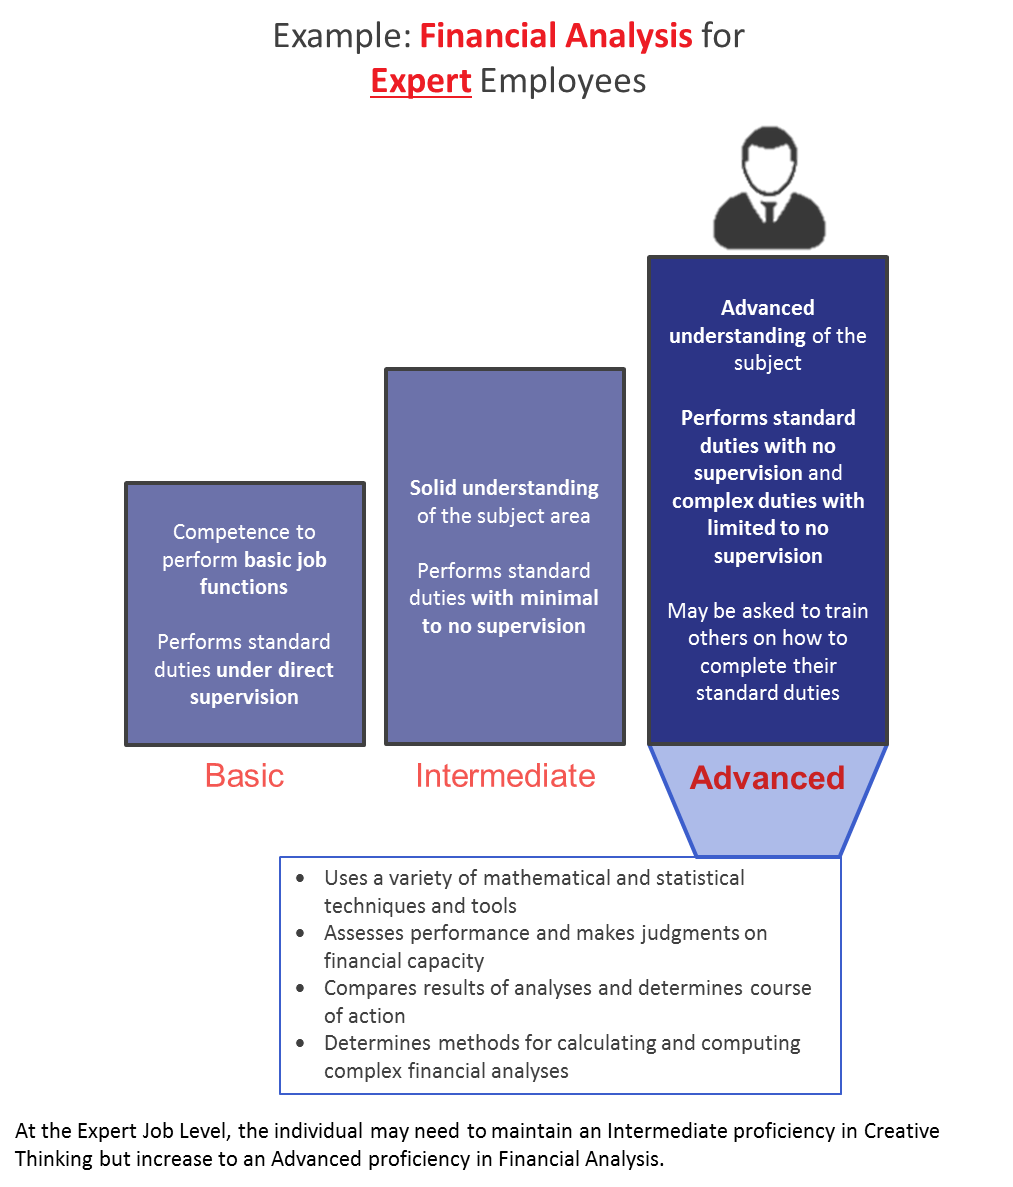 Example: Financial Analysis for
Expert Employees
Advanced
understanding of the
subject
Performs standard
duties with no
supervision and
complex duties with
limited to no
supervision
May be asked to train
others on how to
complete their
standard duties
Solid understanding
of the subject area
Performs standard
duties with minimal
to no supervision
Competence to
perform basic job
functions
Performs standard
duties under direct
supervision
Basic
Intermediate
Advanced
• Uses a variety of mathematical and statistical
techniques and tools
• Assesses performance and makes judgments on
financial capacity
• Compares results of analyses and determines course
of action
• Determines methods for calculating and computing
complex financial analyses
At the Expert Job Level, the individual may need to maintain an Intermediate proficiency in Creative
Thinking but increase to an Advanced proficiency in Financial Analysis.